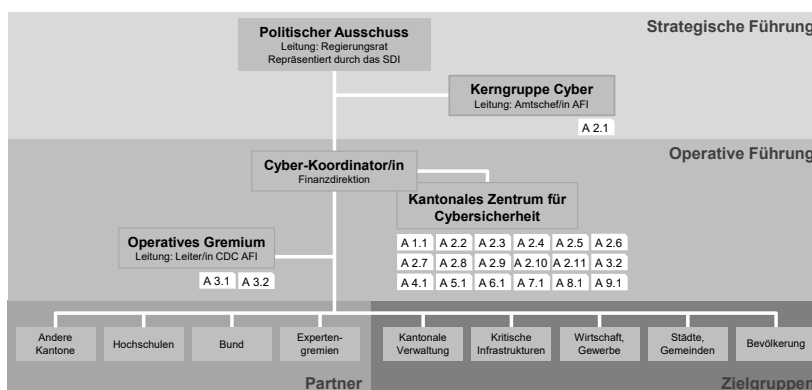 Politischer Ausschuss
Leitung: Regierungsrat
Repräsentiert durch das SDI
Strategische Führung
Kerngruppe Cyber
Leitung: Amtschef/in AFI
A 2.1
Operative Führung
Cyber-Koordinator/in
Finanzdirektion
Kantonales Zentrum für
Cybersicherheit
A 1.1 A 2.2 A 2.3 A 2.4 A 2.5 A 2.6
A 2.7 A 2.8 A 2.9 A 2.10 A 2.11 A 3.2
A 4.1 A 5.1 A 6.1 A 7.1 A 8.1 A 9.1
Operatives Gremium
Leitung: Leiter/in CDC AFI
A 3.1 A 3.2
Andere
Kantone
Hochschulen
Bund
Experten-
gremien
Kantonale
Verwaltung
Kritische
Infrastrukturen
Wirtschaft,
Gewerbe
Städte,
Gemeinden
Bevölkerung
Partner
Zielgruppen